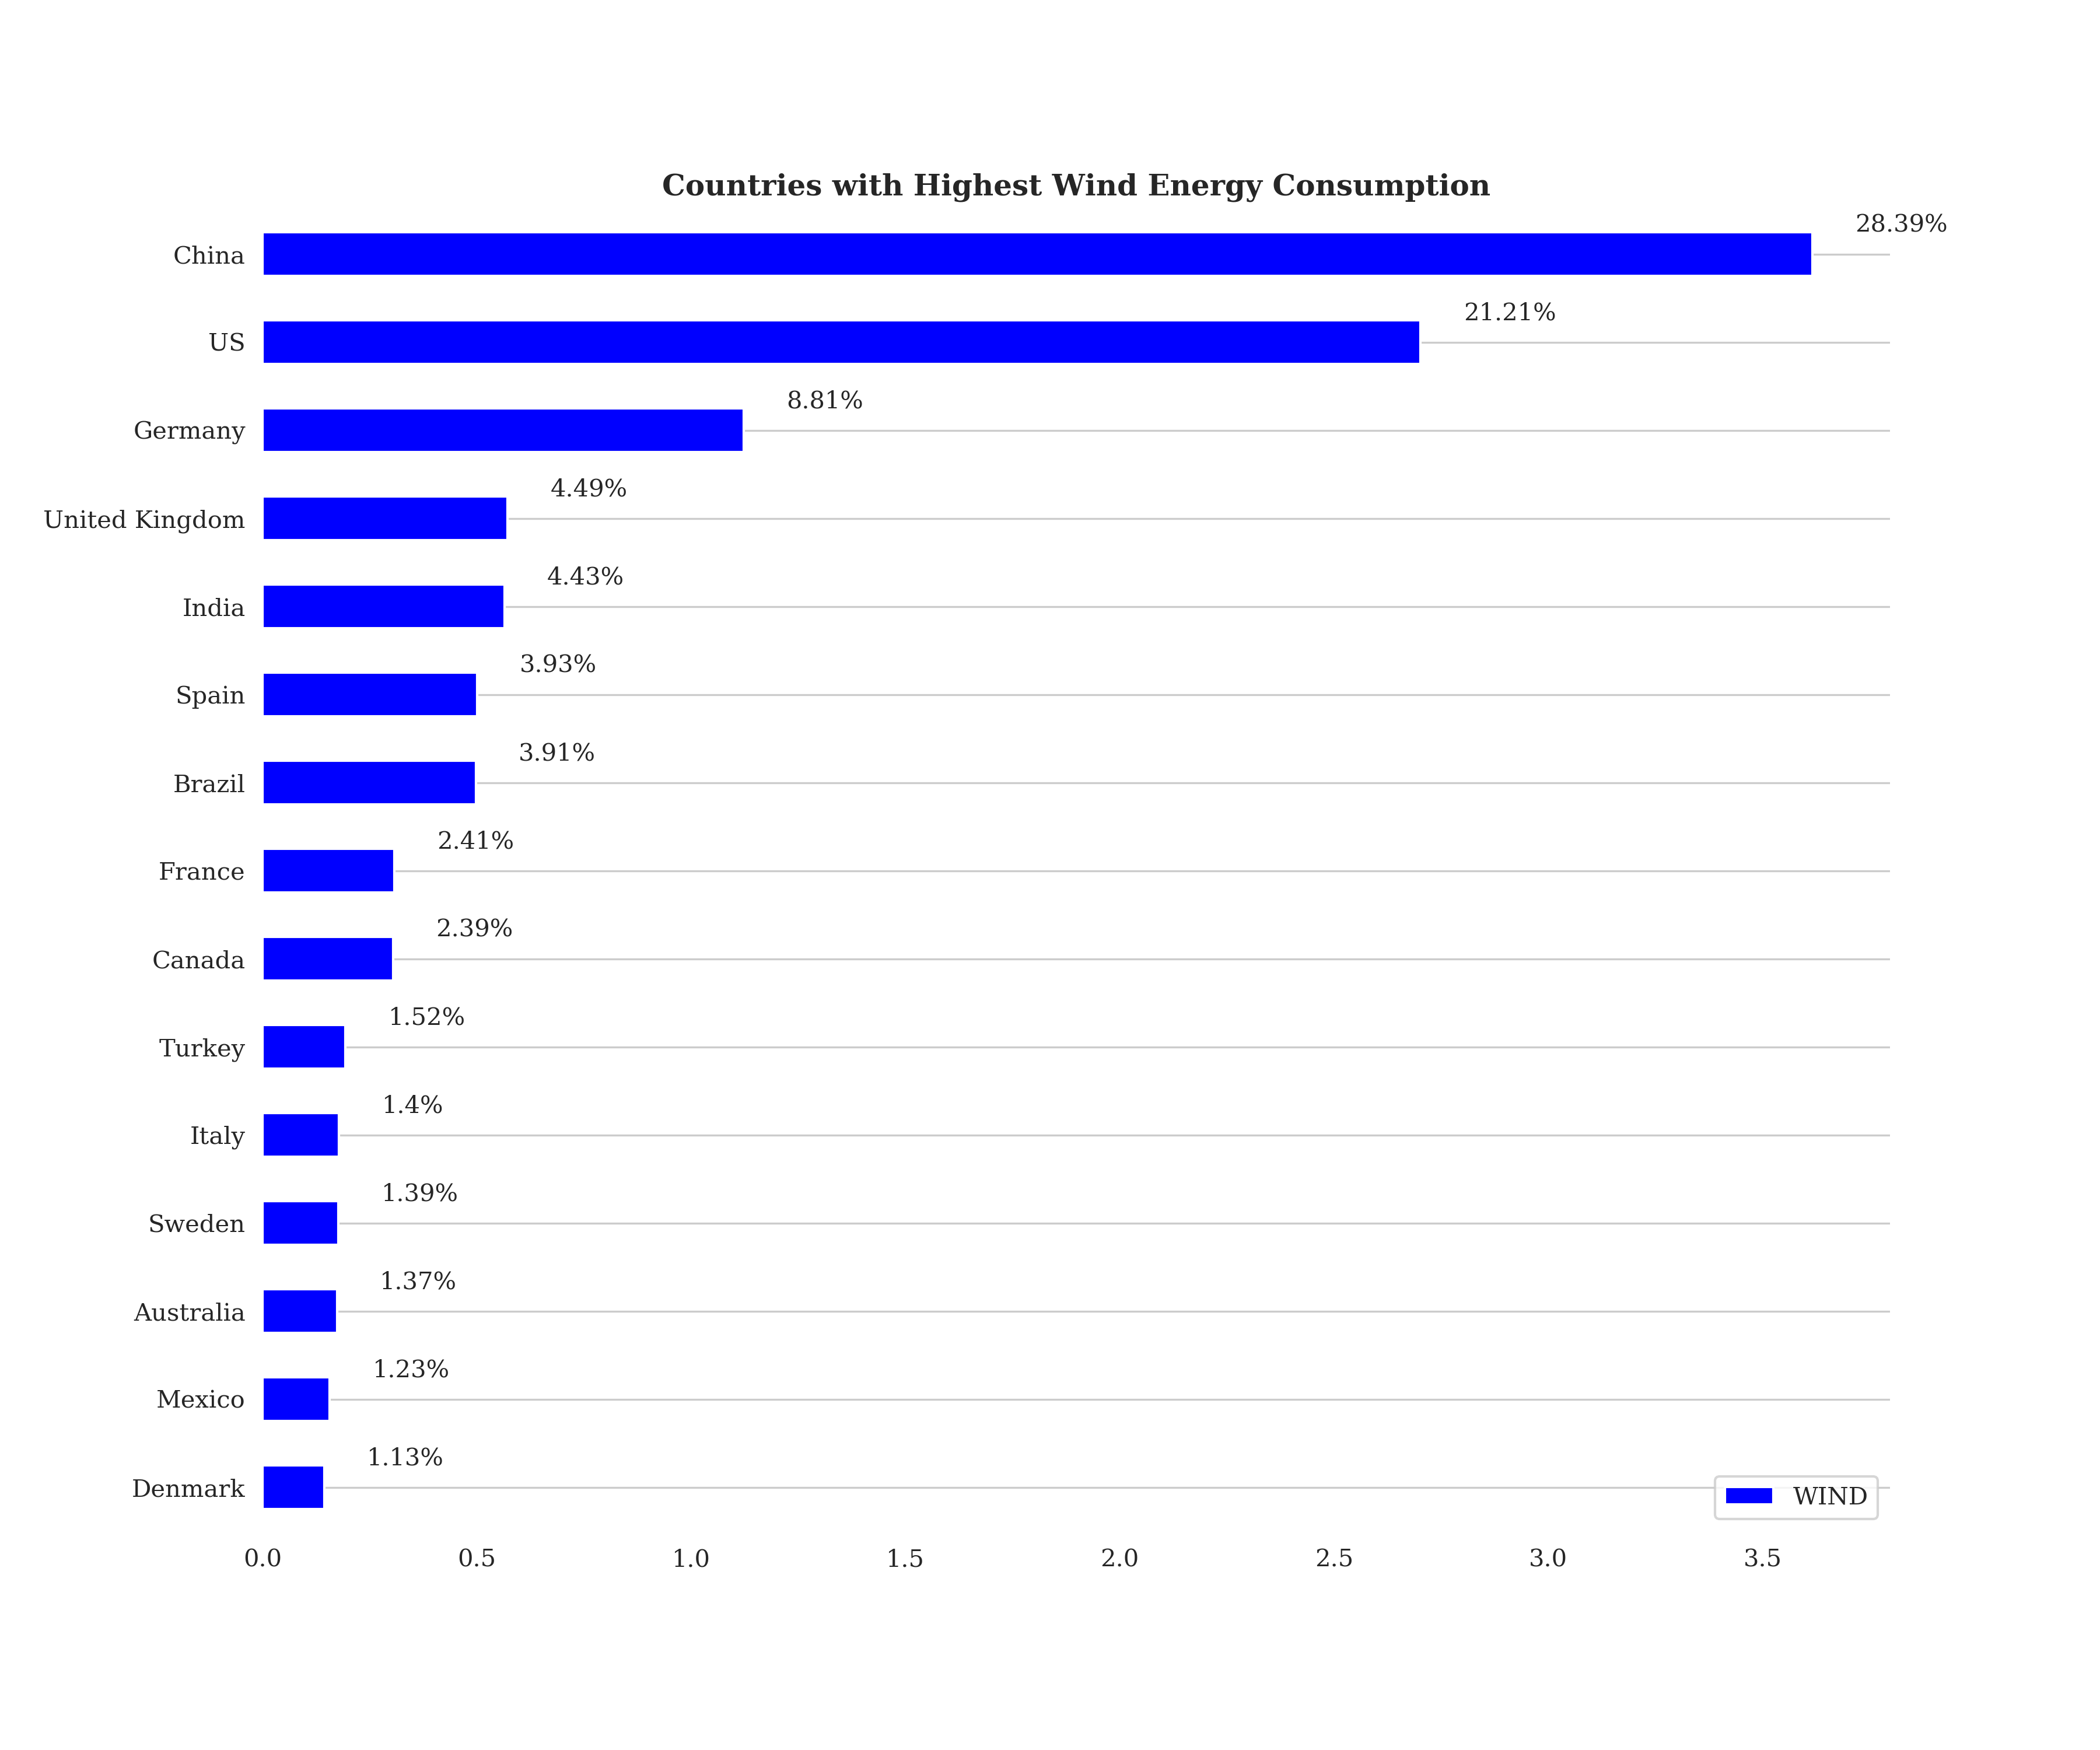 Countries with Highest Wind Energy Consumption
28.39%
China
21.21%
US
8.81%
Germany
4.49%
United Kingdom
4.43%
India
3.93%
Spain
3.91%
Brazil
2.41%
France
2.39%
Canada
1.52%
Turkey
1.4%
Italy
1.39%
Sweden
1.37%
Australia
1.23%
Mexico
1.13%
Denmark
WIND
0.0 0.5 1.0 1.5 2.0 2.5 3.0 3.5